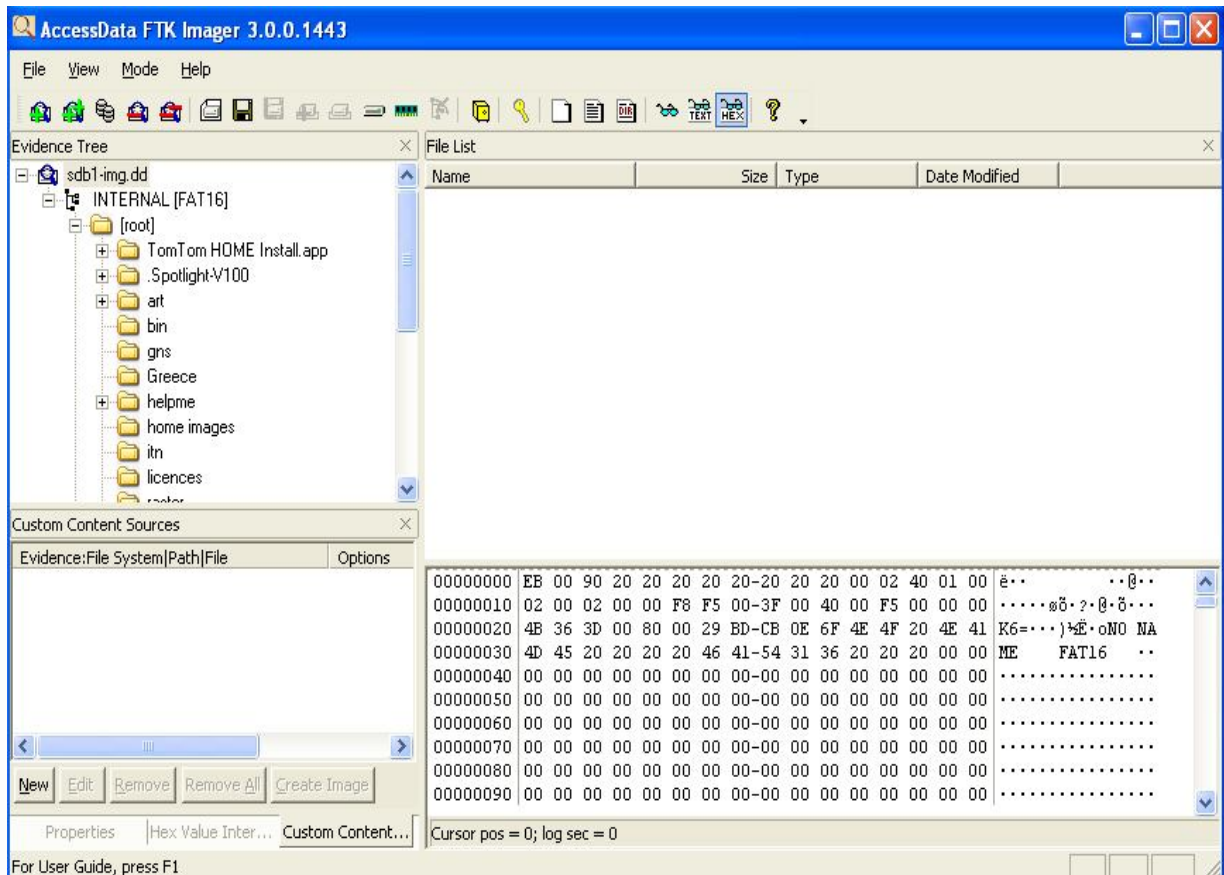 AccessData FTK Imager 3.0.0.1443
File View Mode Help
TEXT HEX
Evidence Tree
File List
sdb1-img.dd
INTERNAL [FAT16]
[root]
TomTom HOME Install.app
.Spotlight-V100
art
bin
gns
Greece
helpme
home images
itn
licences
Name Size Type Date Modified
Custom Content Sources
Evidence:File System|Path|File Options
New Edit Remove Remove All Create Image
Properties Hex Value Inter... Custom Content...
00000000 EB 00 90 20 20 20 20 20-20 20 20 00 02 40 01 00 ë·· ··@··
00000010 02 00 02 00 00 F8 F5 00-3F 00 40 00 F5 00 00 00 ·····øõ·?·@·õ···
00000020 4B 36 3D 00 80 00 29 BD-CB 0E 6F 4E 4F 20 4E 41 K6=···)½Ë·oNO NA
00000030 4D 45 20 20 20 20 46 41-54 31 36 20 20 20 00 00 ME FAT16 ··
00000040 00 00 00 00 00 00 00 00-00 00 00 00 00 00 00 00 ················
00000050 00 00 00 00 00 00 00 00-00 00 00 00 00 00 00 00 ················
00000060 00 00 00 00 00 00 00 00-00 00 00 00 00 00 00 00 ················
00000070 00 00 00 00 00 00 00 00-00 00 00 00 00 00 00 00 ················
00000080 00 00 00 00 00 00 00 00-00 00 00 00 00 00 00 00 ················
00000090 00 00 00 00 00 00 00 00-00 00 00 00 00 00 00 00 ················
Cursor pos = 0; log sec = 0
For User Guide, press F1